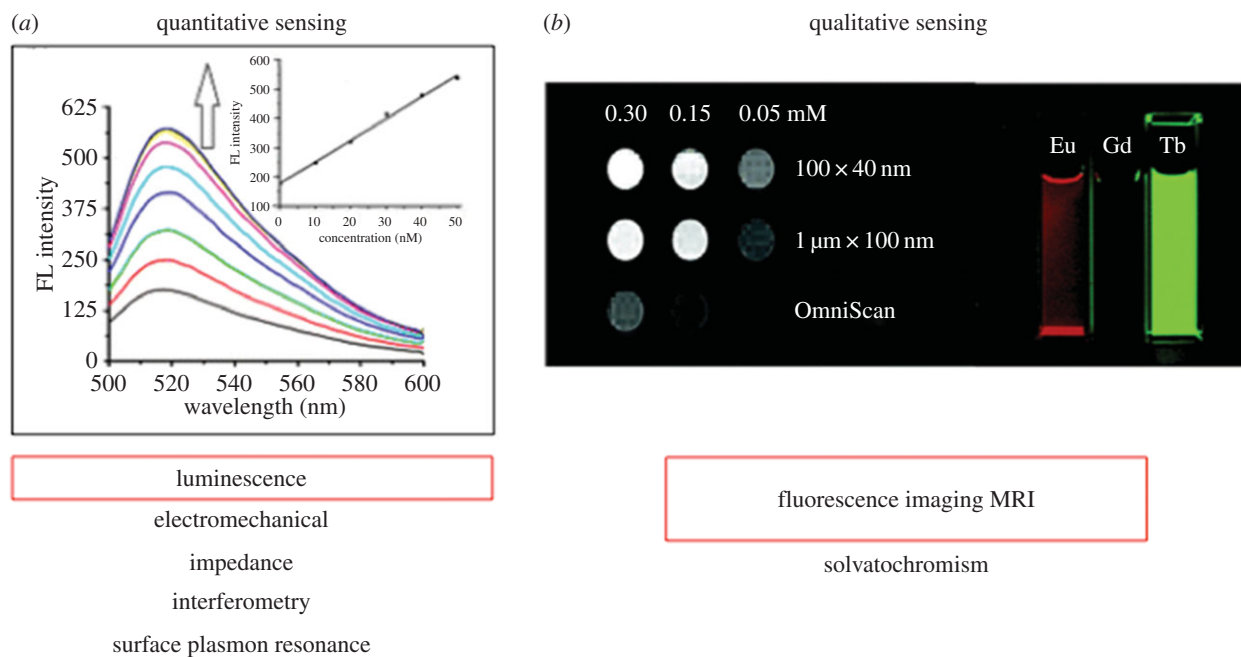 (a) quantitative sensing
625
500
375
250
125
0
FL intensity
500 520 540 560 580 600
wavelength (nm)
600
500
400
300
200
100
FL intensity
0 10 20 30 40 50
concentration (nM)
luminescence
electromechanical
impedance
interferometry
surface plasmon resonance
(b) qualitative sensing
0.30 0.15 0.05 mM
100 × 40 nm
1 µm × 100 nm
OmniScan
Eu Gd Tb
fluorescence imaging MRI
solvatochromism